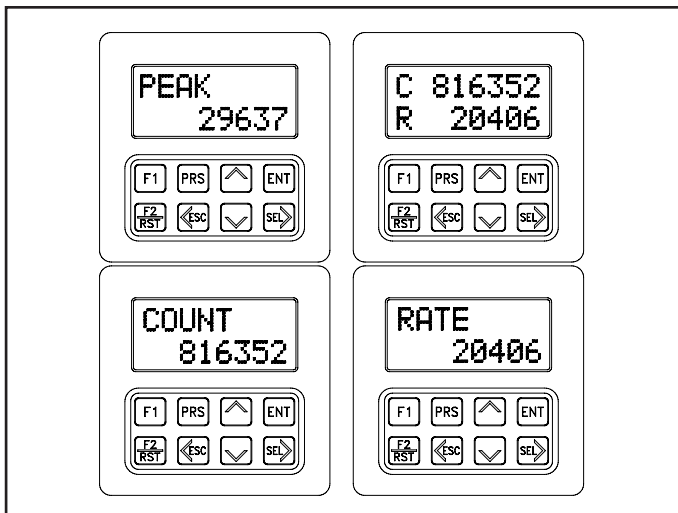 PEAK
29637
F1 PRS ENT
F2
RST ESC SEL
C 816352
R 20406
F1 PRS ENT
F2
RST ESC SEL
COUNT
816352
F1 PRS ENT
F2
RST ESC SEL
RATE
20406
F1 PRS ENT
F2
RST ESC SEL